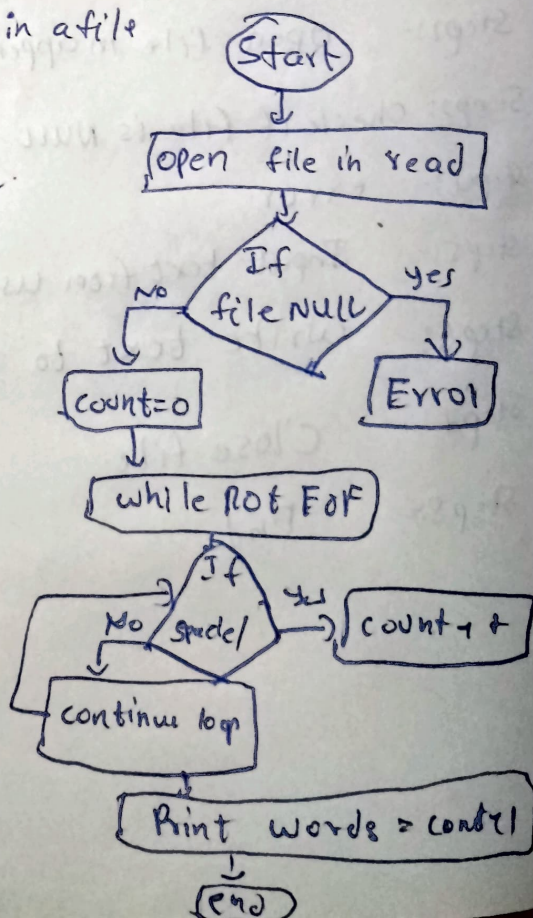 in a file
Start
open file in read
If
file NULL
No
Yes
count=0
Error
while not EOF
If
space/
No
Yes
count++
continue loop
Print words = count+1
end